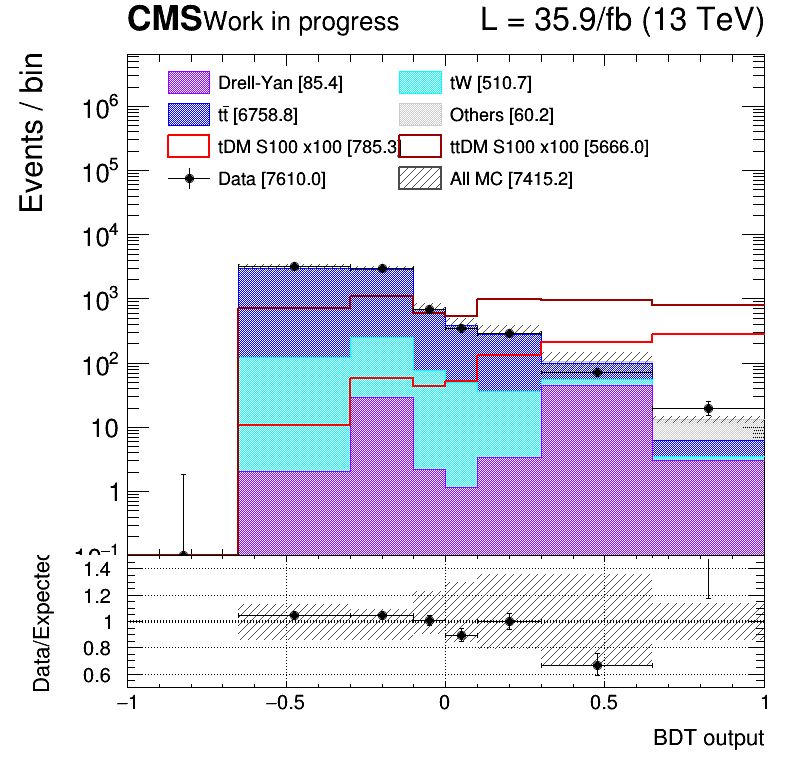 CMS Work in progress L = 35.9/fb (13 TeV)
Events / bin
Drell-Yan [85.4] tW [510.7]
tt̄ [6758.8] Others [60.2]
tDM S100 x100 [785.3] ttDM S100 x100 [5666.0]
Data [7610.0] All MC [7415.2]
10⁶
10⁵
10⁴
10³
10²
10
1
10⁻¹
Data/Expected
1.4
1.2
1
0.8
0.6
−1 −0.5 0 0.5 1
BDT output